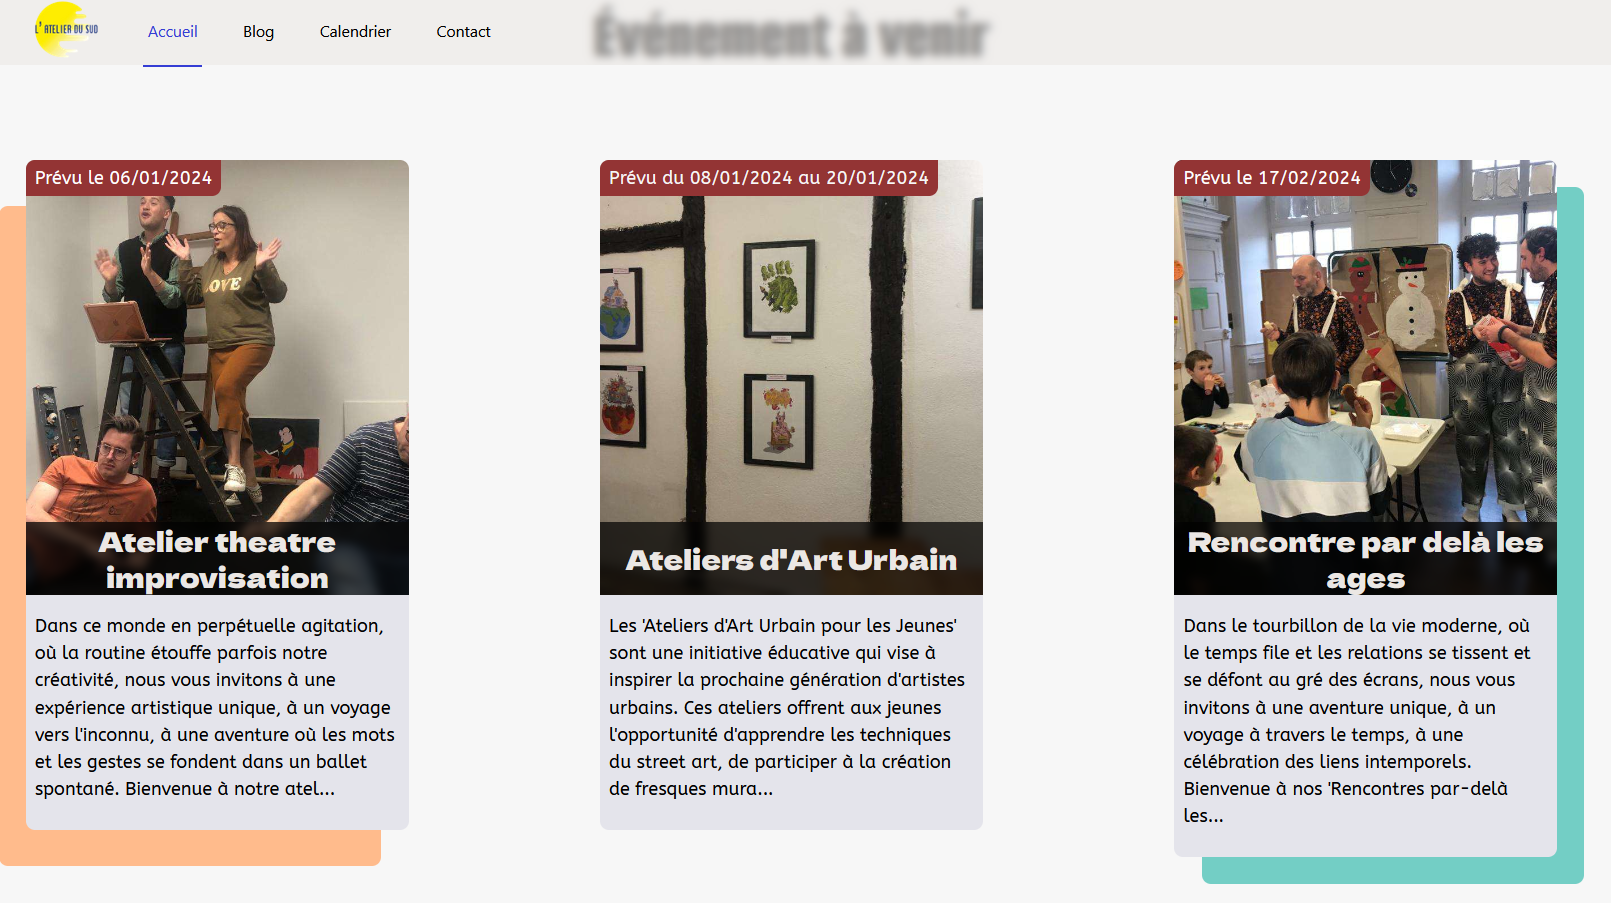 L'ATELIER DU SUD
Accueil
Blog
Calendrier
Contact
Événement à venir
Prévu le 06/01/2024
LOVE
Atelier theatre
improvisation
Dans ce monde en perpétuelle agitation,
où la routine étouffe parfois notre
créativité, nous vous invitons à une
expérience artistique unique, à un voyage
vers l'inconnu, à une aventure où les mots
et les gestes se fondent dans un ballet
spontané. Bienvenue à notre atel...
Prévu du 08/01/2024 au 20/01/2024
Ateliers d'Art Urbain
Les 'Ateliers d'Art Urbain pour les Jeunes'
sont une initiative éducative qui vise à
inspirer la prochaine génération d'artistes
urbains. Ces ateliers offrent aux jeunes
l'opportunité d'apprendre les techniques
du street art, de participer à la création
de fresques mura...
Prévu le 17/02/2024
Rencontre par delà les
ages
Dans le tourbillon de la vie moderne, où
le temps file et les relations se tissent et
se défont au gré des écrans, nous vous
invitons à une aventure unique, à un
voyage à travers le temps, à une
célébration des liens intemporels.
Bienvenue à nos 'Rencontres par-delà
les...